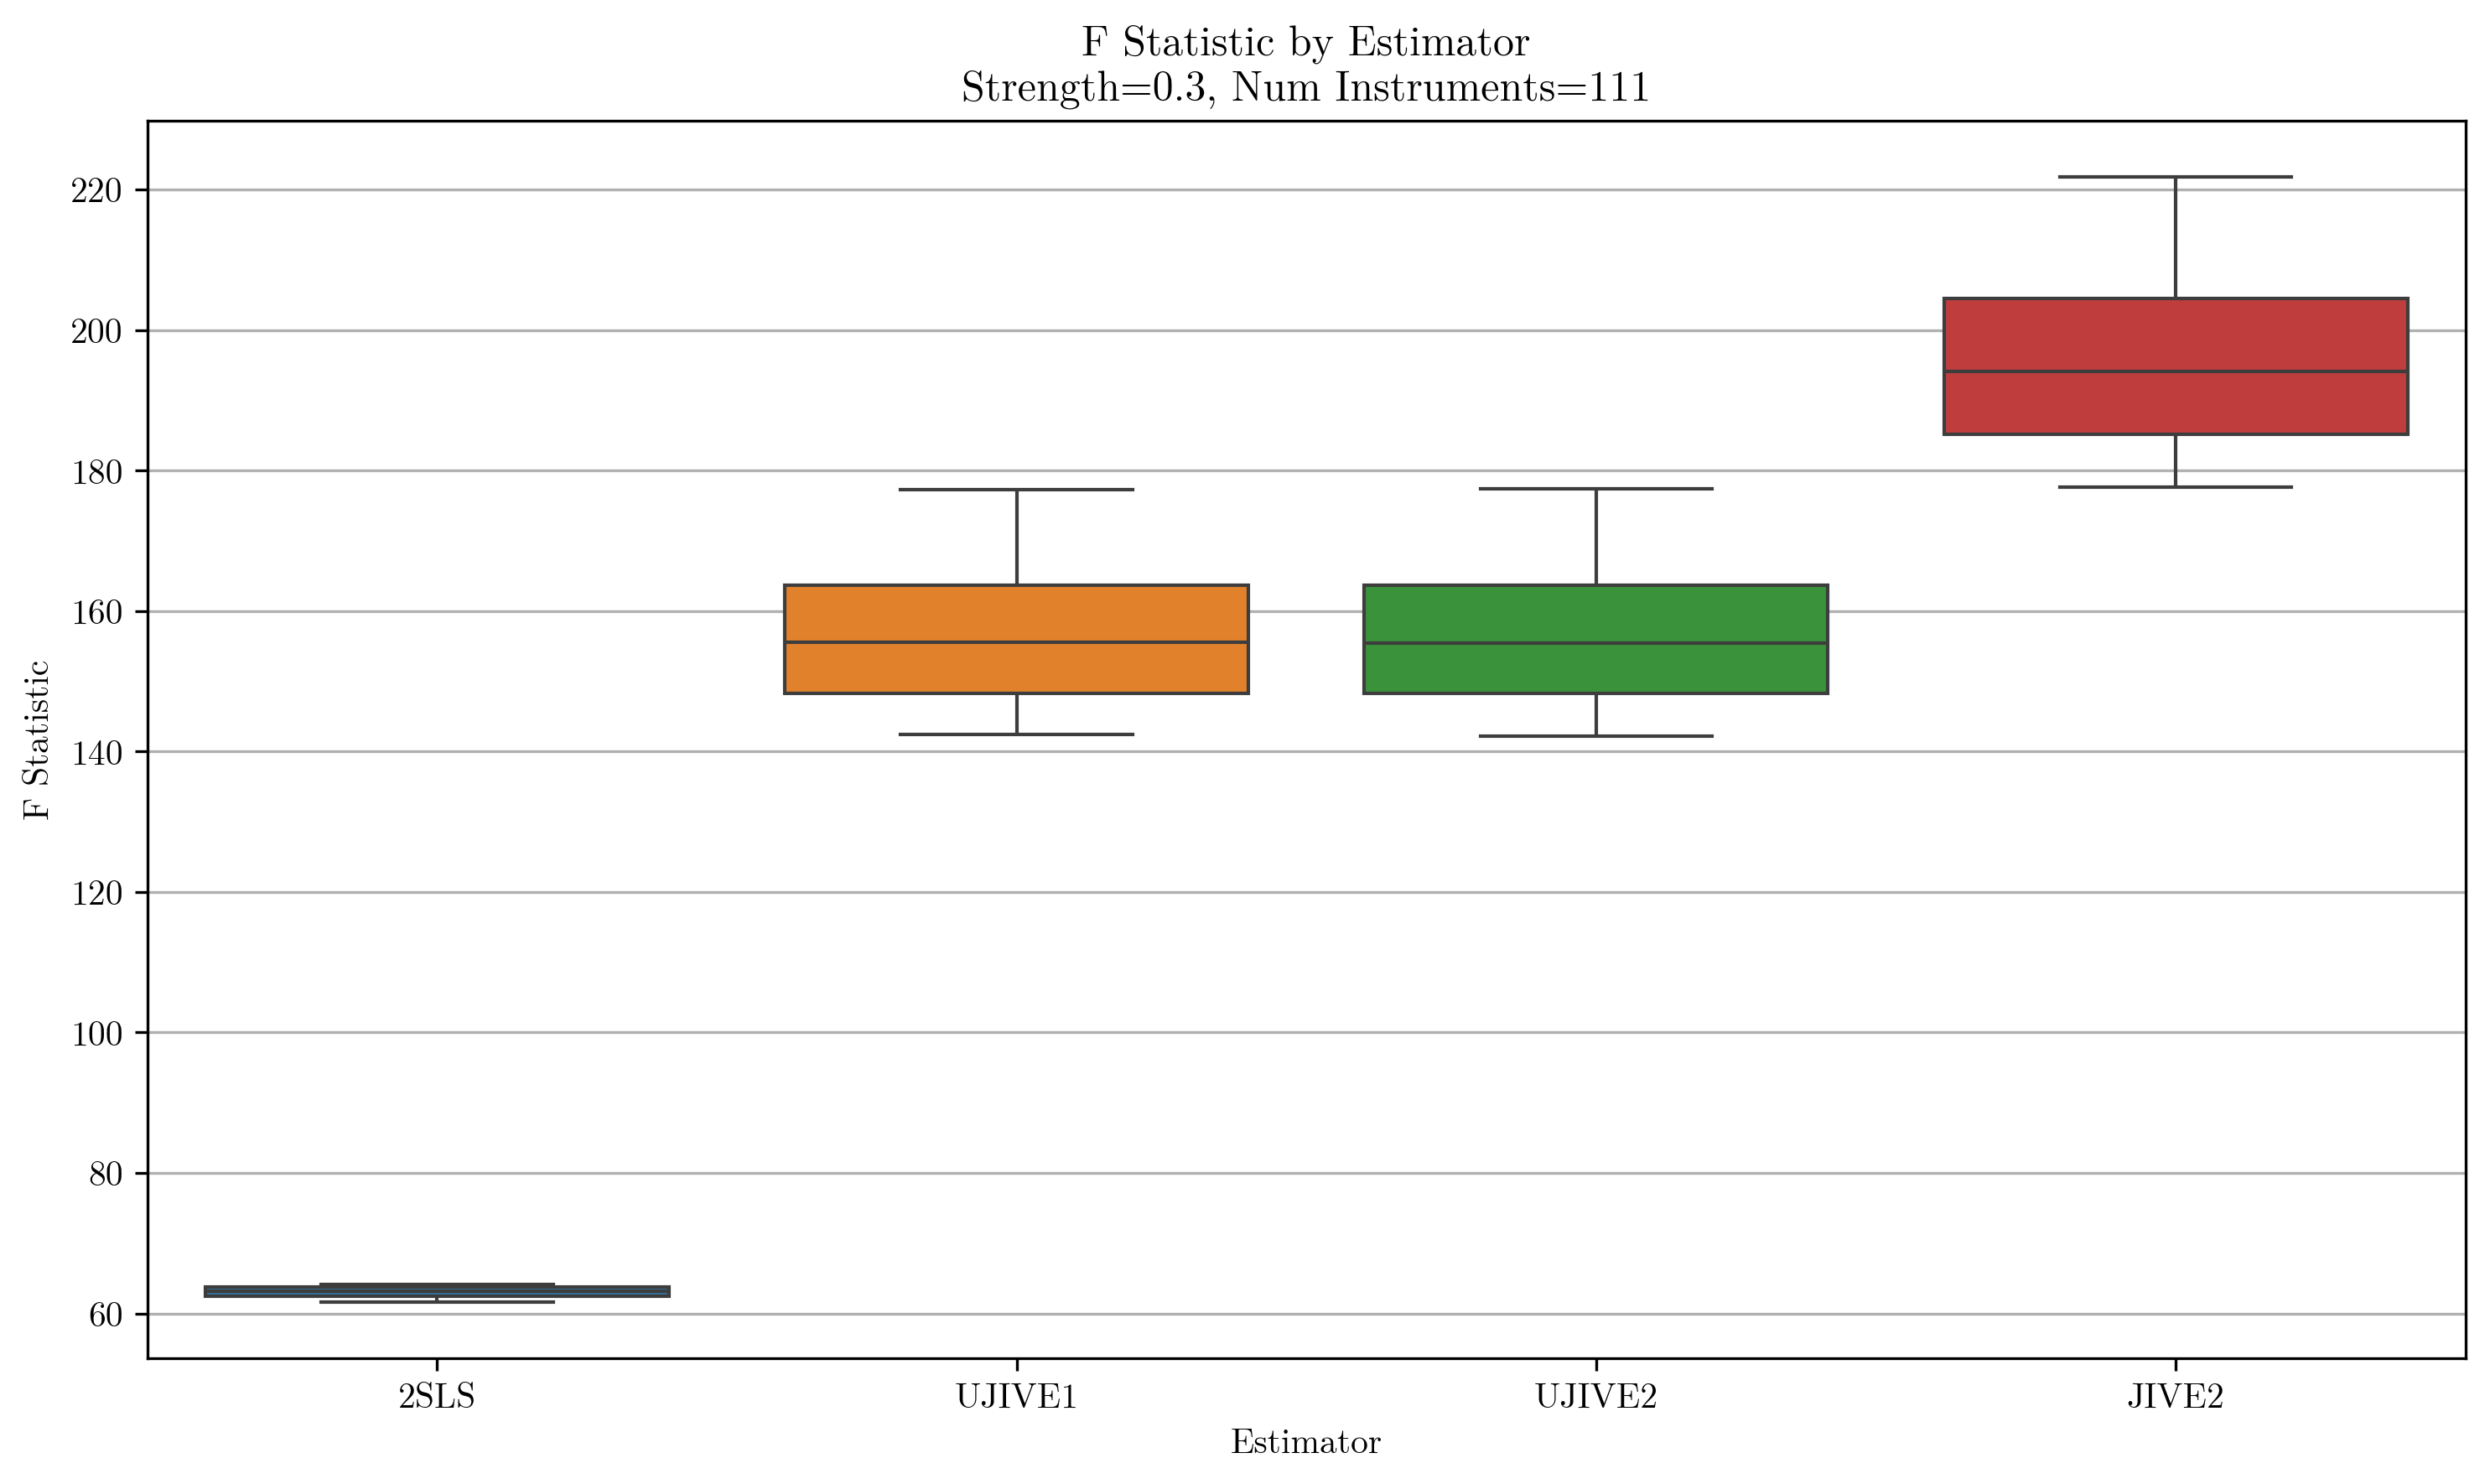 F Statistic by Estimator
Strength=0.3, Num Instruments=111
F Statistic
220
200
180
160
140
120
100
80
60
2SLS
UJIVE1
UJIVE2
JIVE2
Estimator